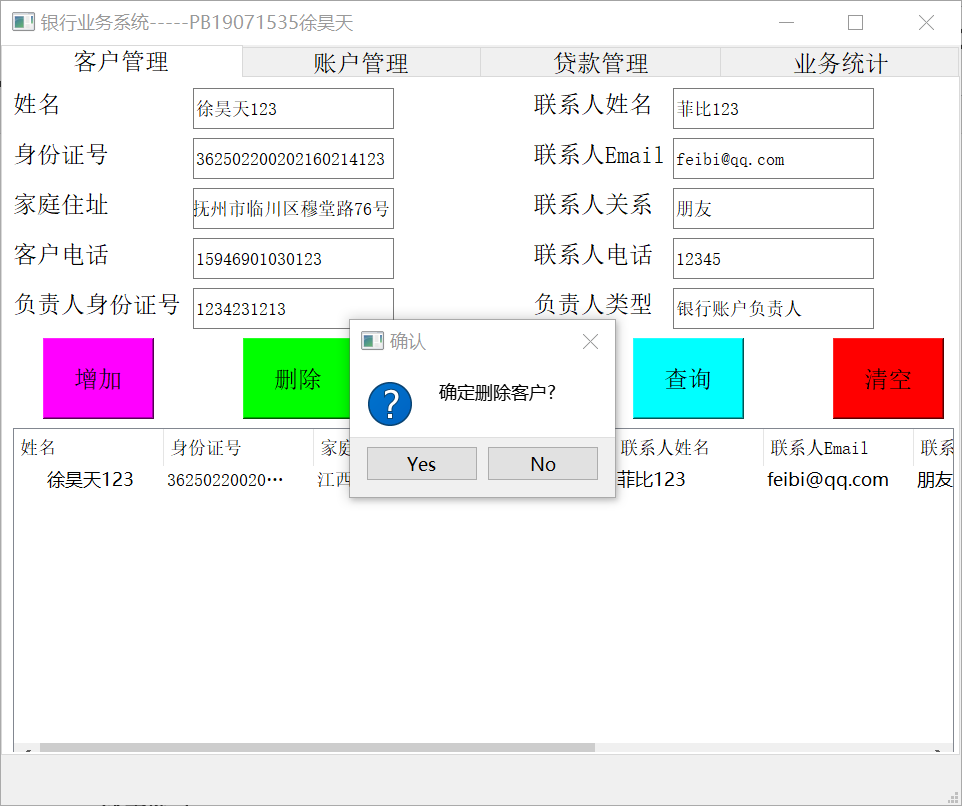 银行业务系统-----PB19071535徐昊天
客户管理 账户管理 贷款管理 业务统计
姓名 徐昊天123 联系人姓名 菲比123
身份证号 362502200202160214123 联系人Email feibi@qq.com
家庭住址 抚州市临川区穆堂路76号 联系人关系 朋友
客户电话 15946901030123 联系人电话 12345
负责人身份证号 1234231213 负责人类型 银行账户负责人
确认
增加 删除 查询 清空
确定删除客户?
姓名 身份证号 家庭 联系人姓名 联系人Email 联系
Yes No
徐昊天123 36250220020… 江西 菲比123 feibi@qq.com 朋友